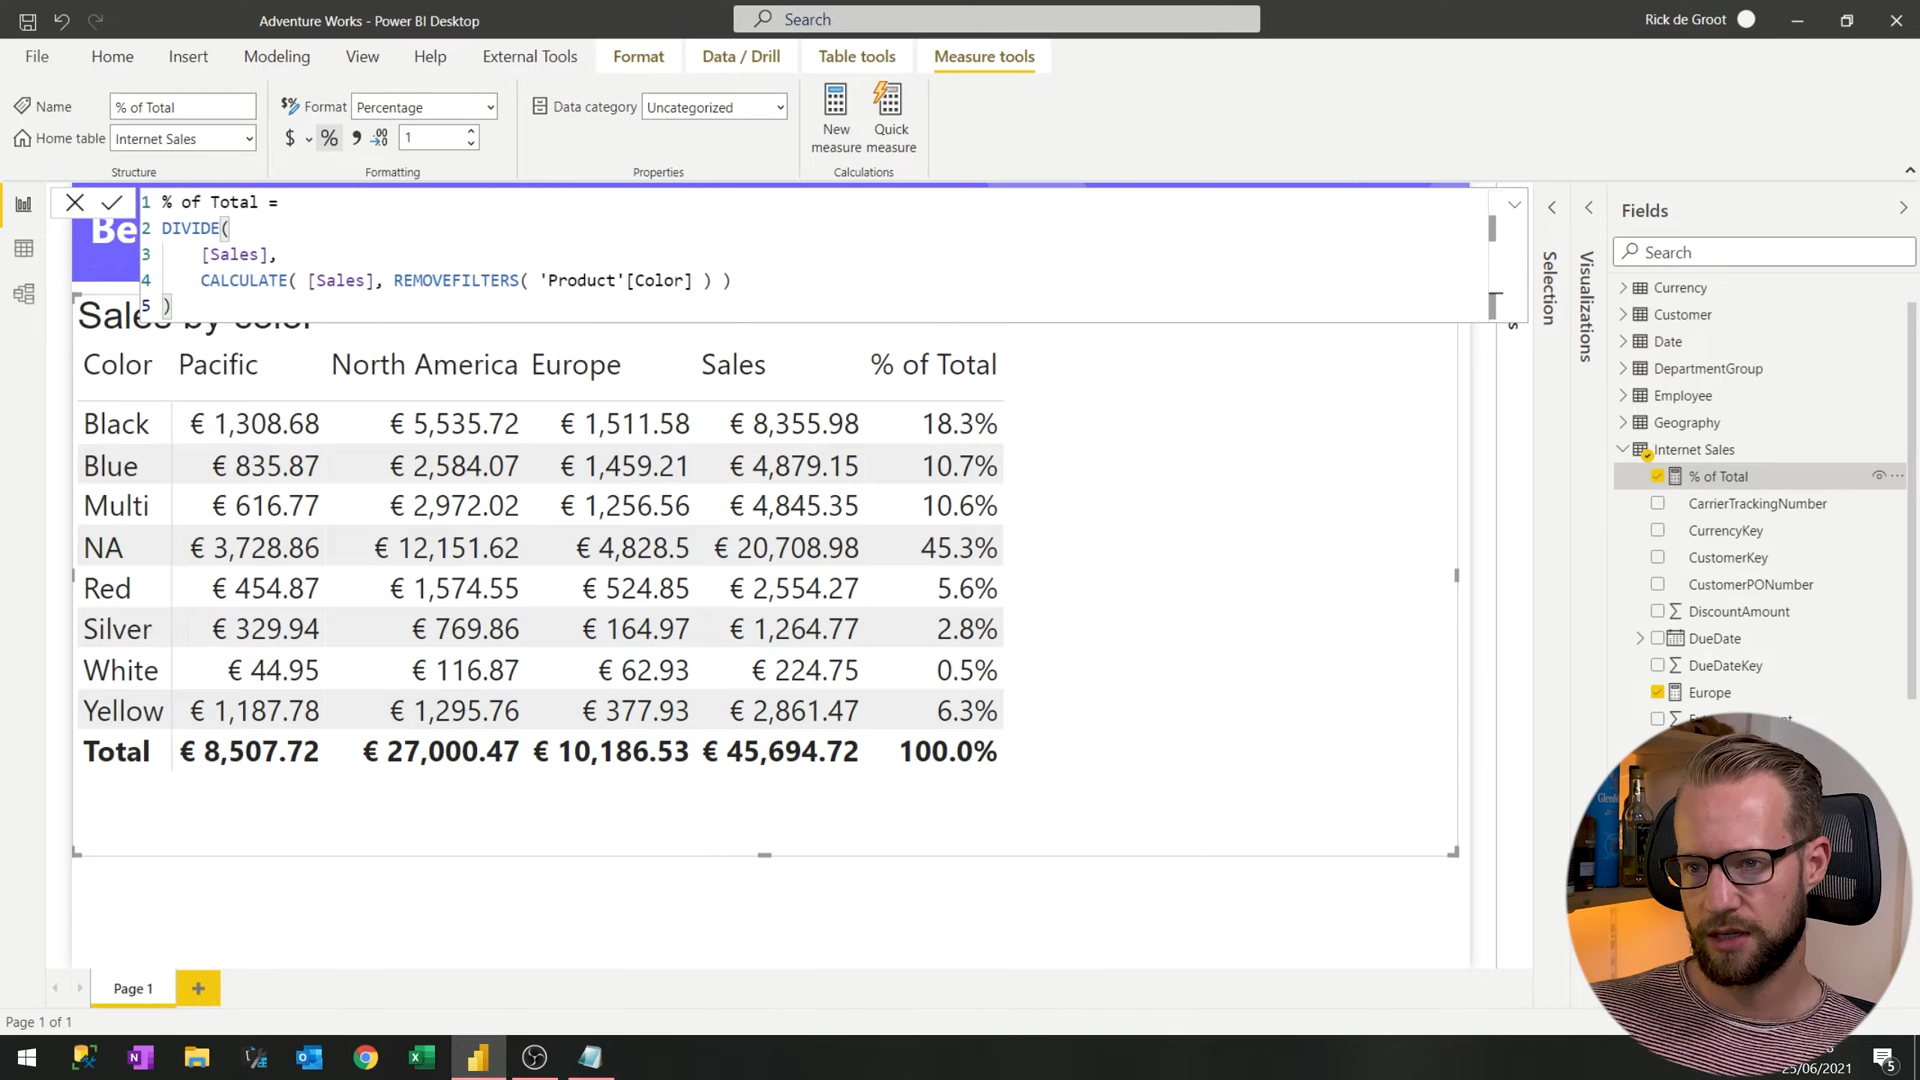 Adventure Works - Power BI Desktop
Search
Rick de Groot
File
Home
Insert
Modeling
View
Help
External Tools
Format
Data / Drill
Table tools
Measure tools
Name
% of Total
Home table
Internet Sales
Structure
Format
Percentage
$ % 1
Formatting
Data category
Uncategorized
Properties
New measure
Quick measure
Calculations
Be
1 % of Total =
2 DIVIDE(
3 [Sales],
4 CALCULATE( [Sales], REMOVEFILTERS( 'Product'[Color] ) )
5 )
Sales by color
Color Pacific North America Europe Sales % of Total
Black € 1,308.68 € 5,535.72 € 1,511.58 € 8,355.98 18.3%
Blue € 835.87 € 2,584.07 € 1,459.21 € 4,879.15 10.7%
Multi € 616.77 € 2,972.02 € 1,256.56 € 4,845.35 10.6%
NA € 3,728.86 € 12,151.62 € 4,828.5 € 20,708.98 45.3%
Red € 454.87 € 1,574.55 € 524.85 € 2,554.27 5.6%
Silver € 329.94 € 769.86 € 164.97 € 1,264.77 2.8%
White € 44.95 € 116.87 € 62.93 € 224.75 0.5%
Yellow € 1,187.78 € 1,295.76 € 377.93 € 2,861.47 6.3%
Total € 8,507.72 € 27,000.47 € 10,186.53 € 45,694.72 100.0%
Selection
Visualizations
Fields
Search
Currency
Customer
Date
DepartmentGroup
Employee
Geography
Internet Sales
% of Total
CarrierTrackingNumber
CurrencyKey
CustomerKey
CustomerPONumber
DiscountAmount
DueDate
DueDateKey
Europe
Page 1
Page 1 of 1
25/06/2021
5